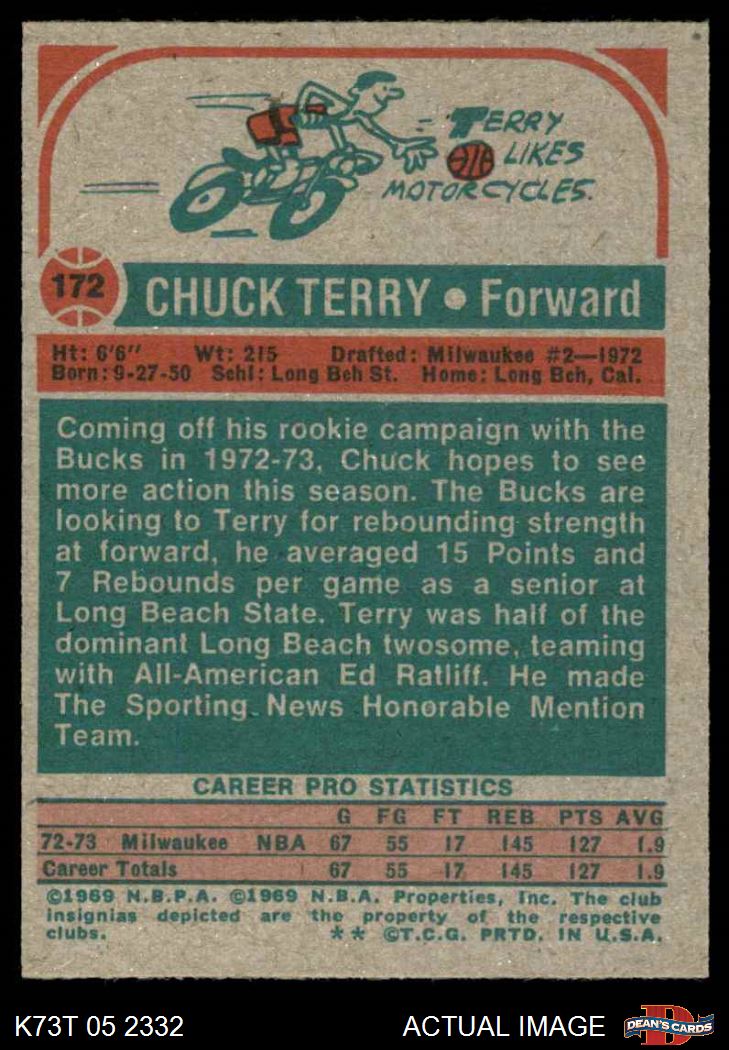 TERRY
LIKES
MOTORCYCLES.
172
CHUCK TERRY • Forward
Ht: 6'6" Wt: 215 Drafted: Milwaukee #2—1972
Born: 9-27-50 Schl: Long Bch St. Home: Long Bch, Cal.
Coming off his rookie campaign with the
Bucks in 1972-73, Chuck hopes to see
more action this season. The Bucks are
looking to Terry for rebounding strength
at forward, he averaged 15 Points and
7 Rebounds per game as a senior at
Long Beach State. Terry was half of the
dominant Long Beach twosome, teaming
with All-American Ed Ratliff. He made
The Sporting News Honorable Mention
Team.
CAREER PRO STATISTICS
G FG FT REB PTS AVG
72-73 Milwaukee NBA 67 55 17 145 127 1.9
Career Totals 67 55 17 145 127 1.9
©1969 N.B.P.A. ©1969 N.B.A. Properties, Inc. The club
insignias depicted are the property of the respective
clubs. ** ©T.C.G. PRTD. IN U.S.A.
K73T 05 2332 ACTUAL IMAGE DEAN'S CARDS